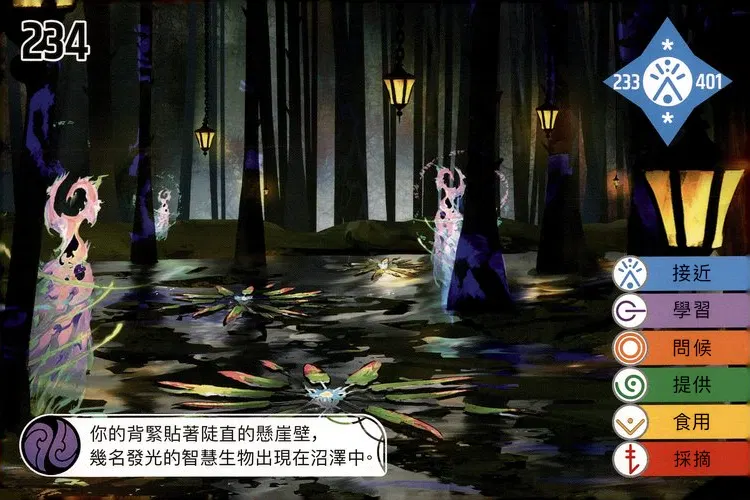 234
*
233
401
*
接近
學習
問候
提供
食用
採摘
你的背緊貼著陡直的懸崖壁，
幾名發光的智慧生物出現在沼澤中。